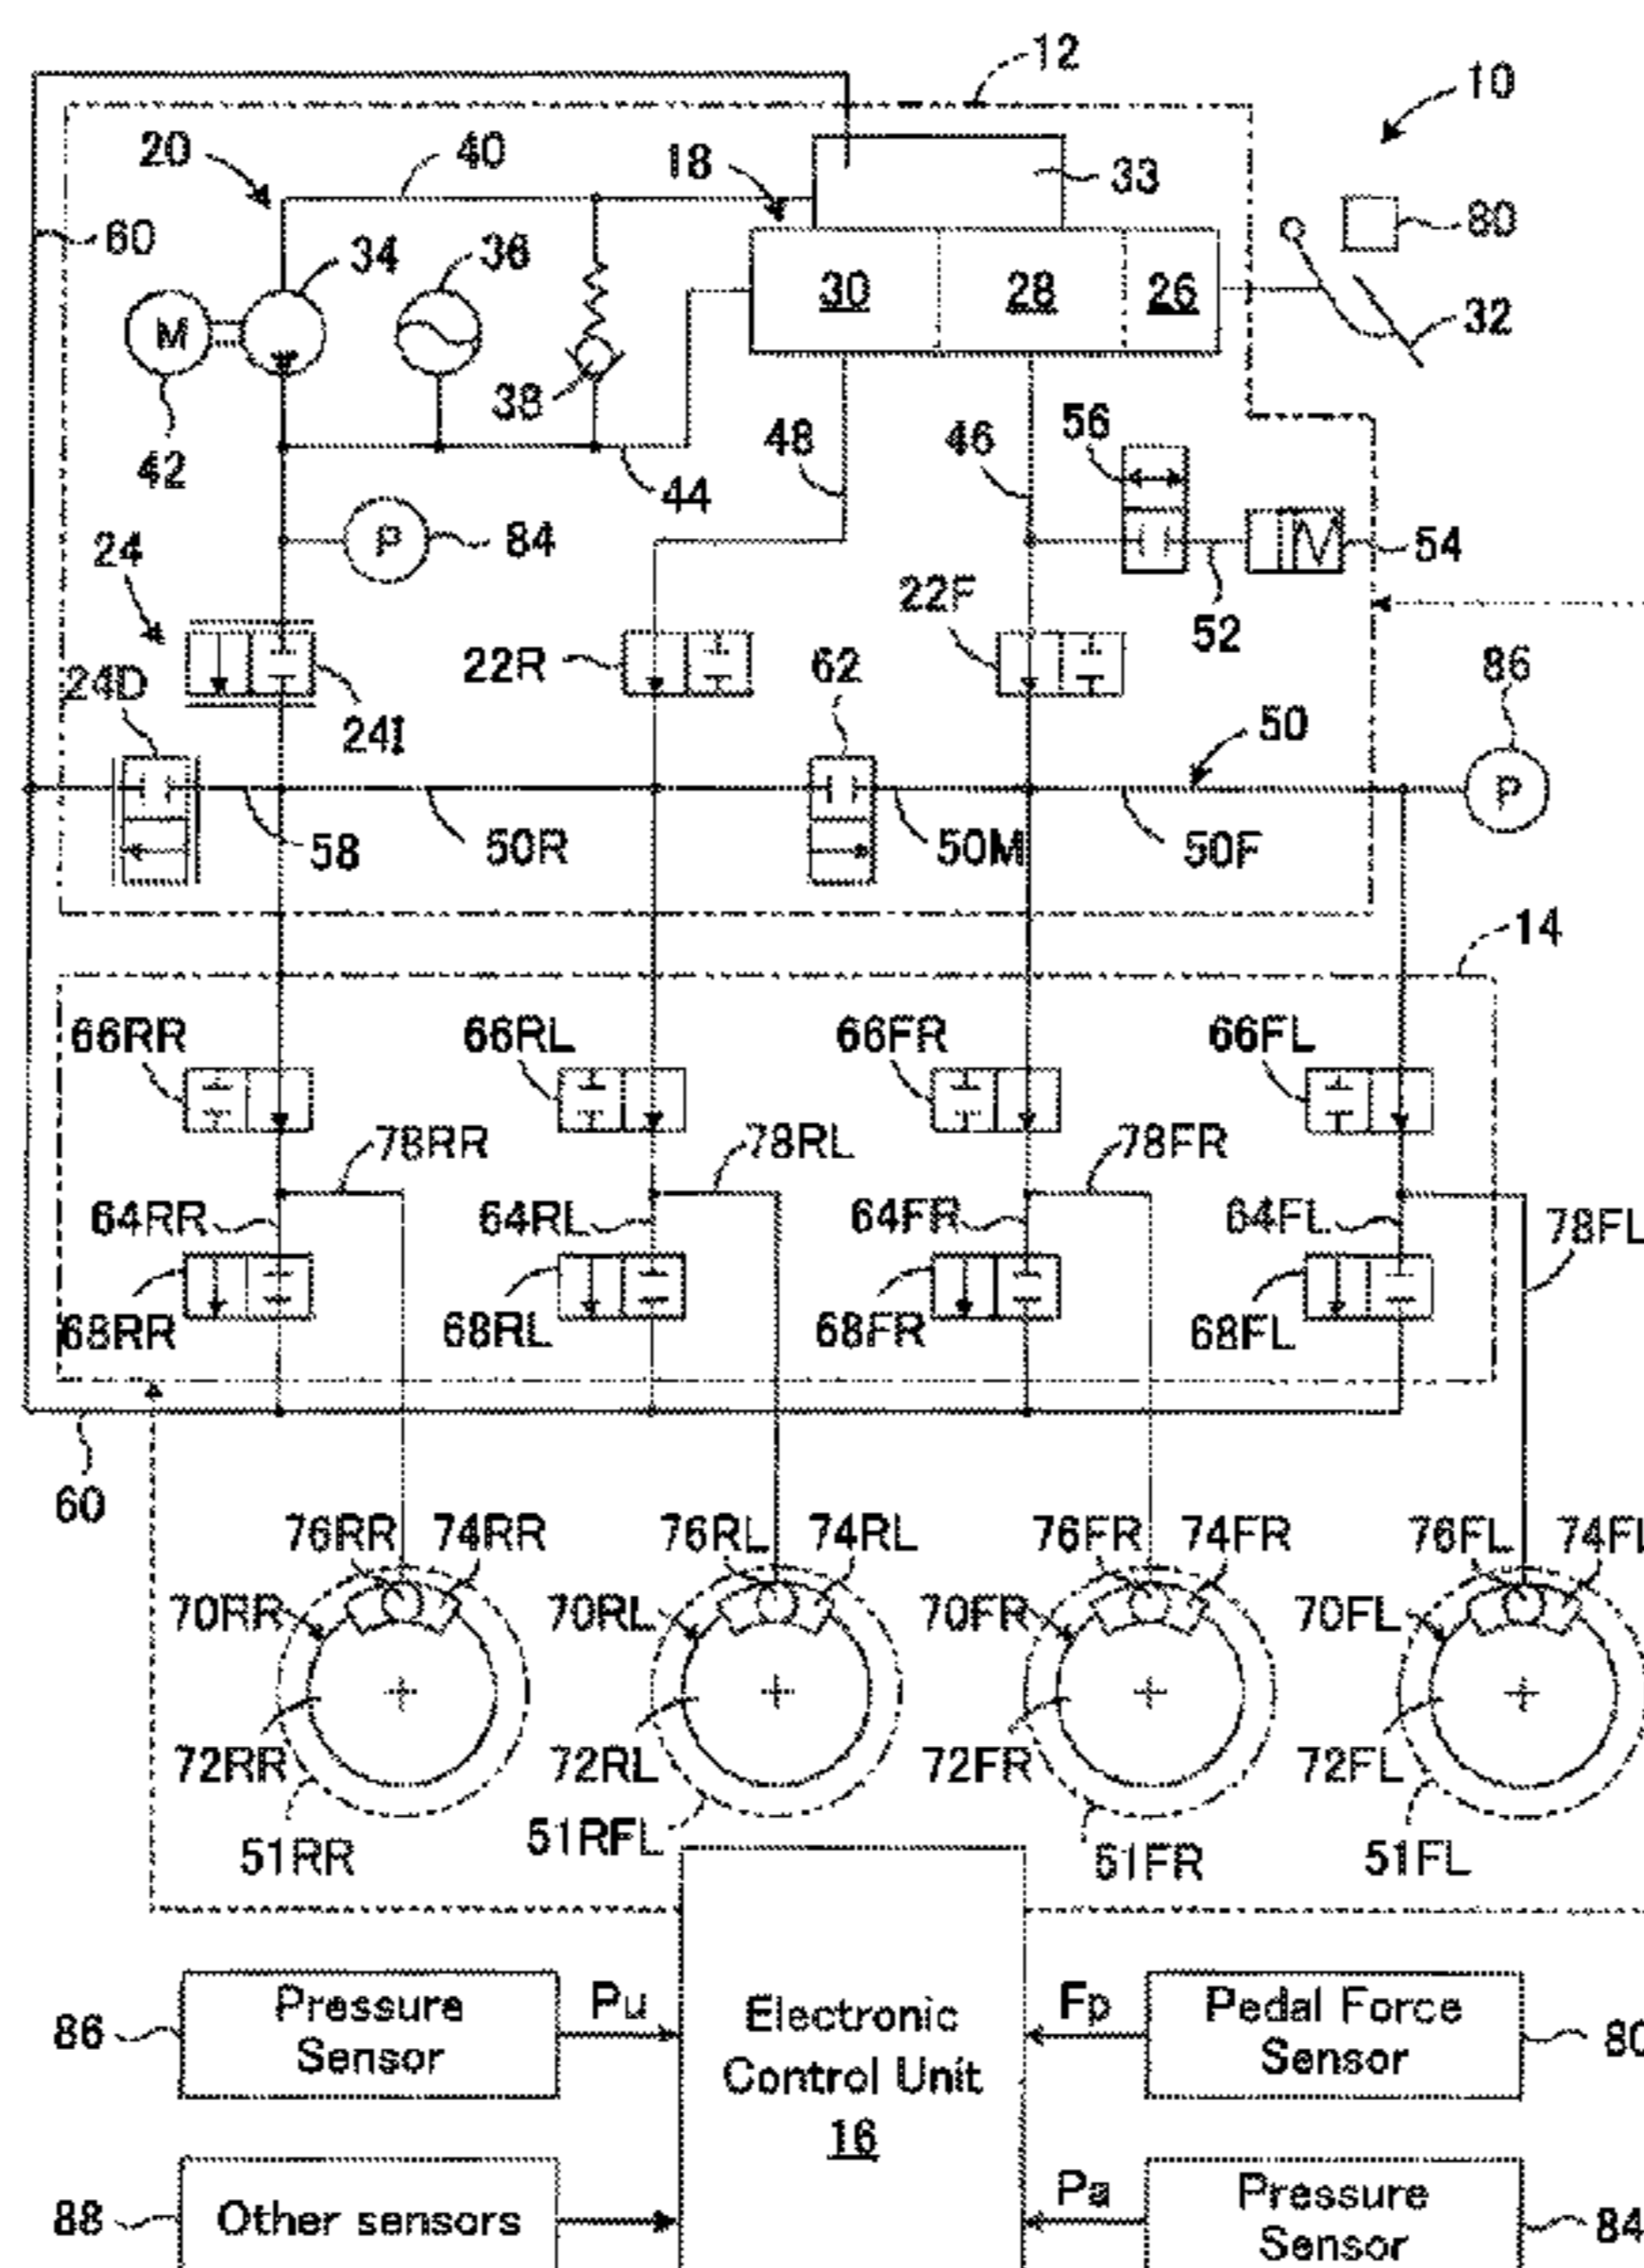 12
10
20
40
18
33
60
34
36
80
M
30
28
26
32
38
42
48
46
56
44
24
P
84
54
22F
52
24D
22R
62
86
24I
50
P
58
50R
50M
50F
14
66RR
66RL
66FR
66FL
78RR
78RL
78FR
64RR
64RL
64FR
64FL
78FL
68RR
68RL
68FR
68FL
60
76RR
74RR
76RL
74RL
76FR
74FR
76FL
74FL
70RR
70RL
70FR
70FL
72RR
72RL
72FR
72FL
51RR
51RFL
51FR
51FL
86
Pressure
Sensor
Pu
Electronic
Control Unit
16
Fp
Pedal Force
Sensor
80
88
Other sensors
Pa
Pressure
Sensor
84